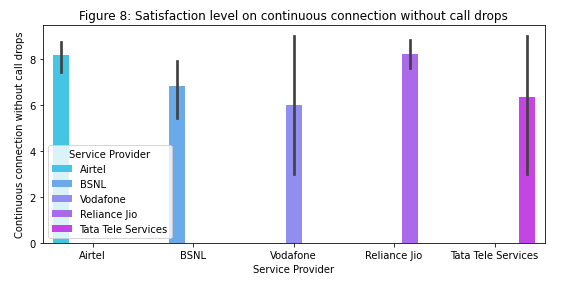 Figure 8: Satisfaction level on continuous connection without call drops
Continuous connection without call drops
8
6
4
2
0
Service Provider
Airtel
BSNL
Vodafone
Reliance Jio
Tata Tele Services
Airtel
BSNL
Vodafone
Reliance Jio
Tata Tele Services
Service Provider